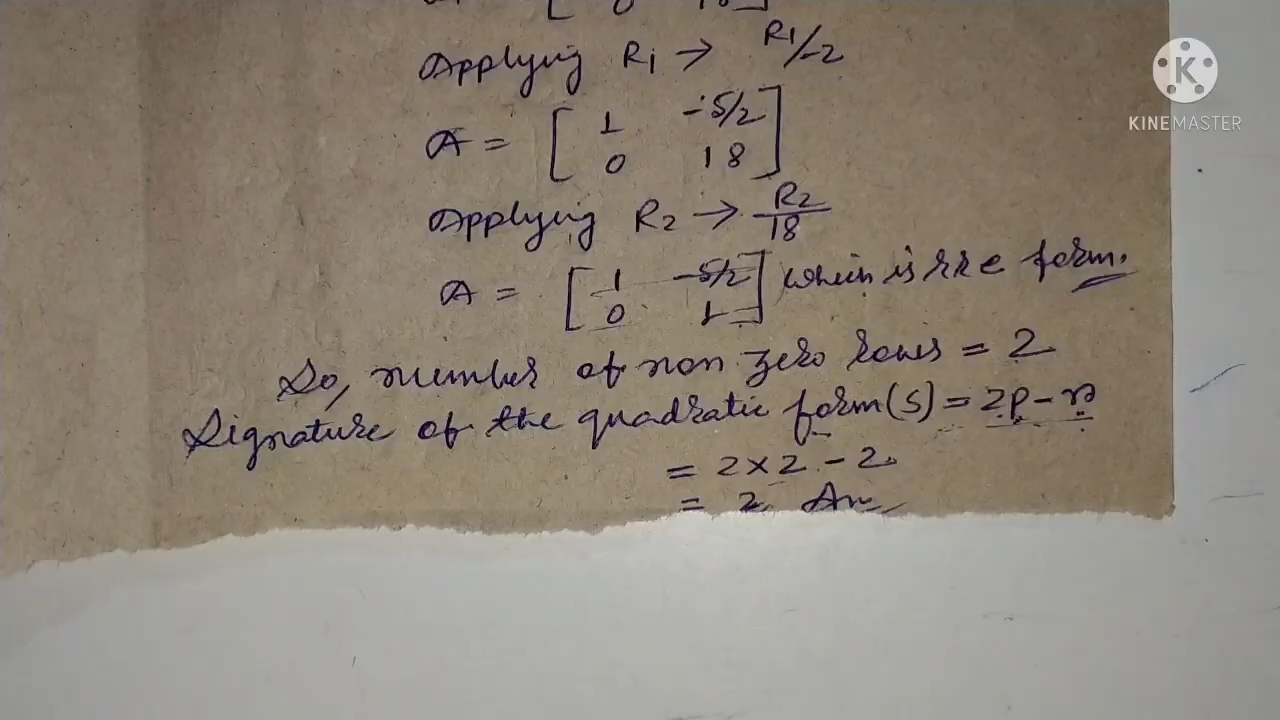 Applying R₁ → R₁/-2
A = [ 1 -5/2
0 18 ]
Applying R₂ → R₂/18
A = [ 1 -5/2
0 1 ] which is rre form.
So, number of non zero rows = 2
Signature of the quadratic form (S) = 2p - r
= 2×2 - 2
= 2 Ans
K
KINEMASTER